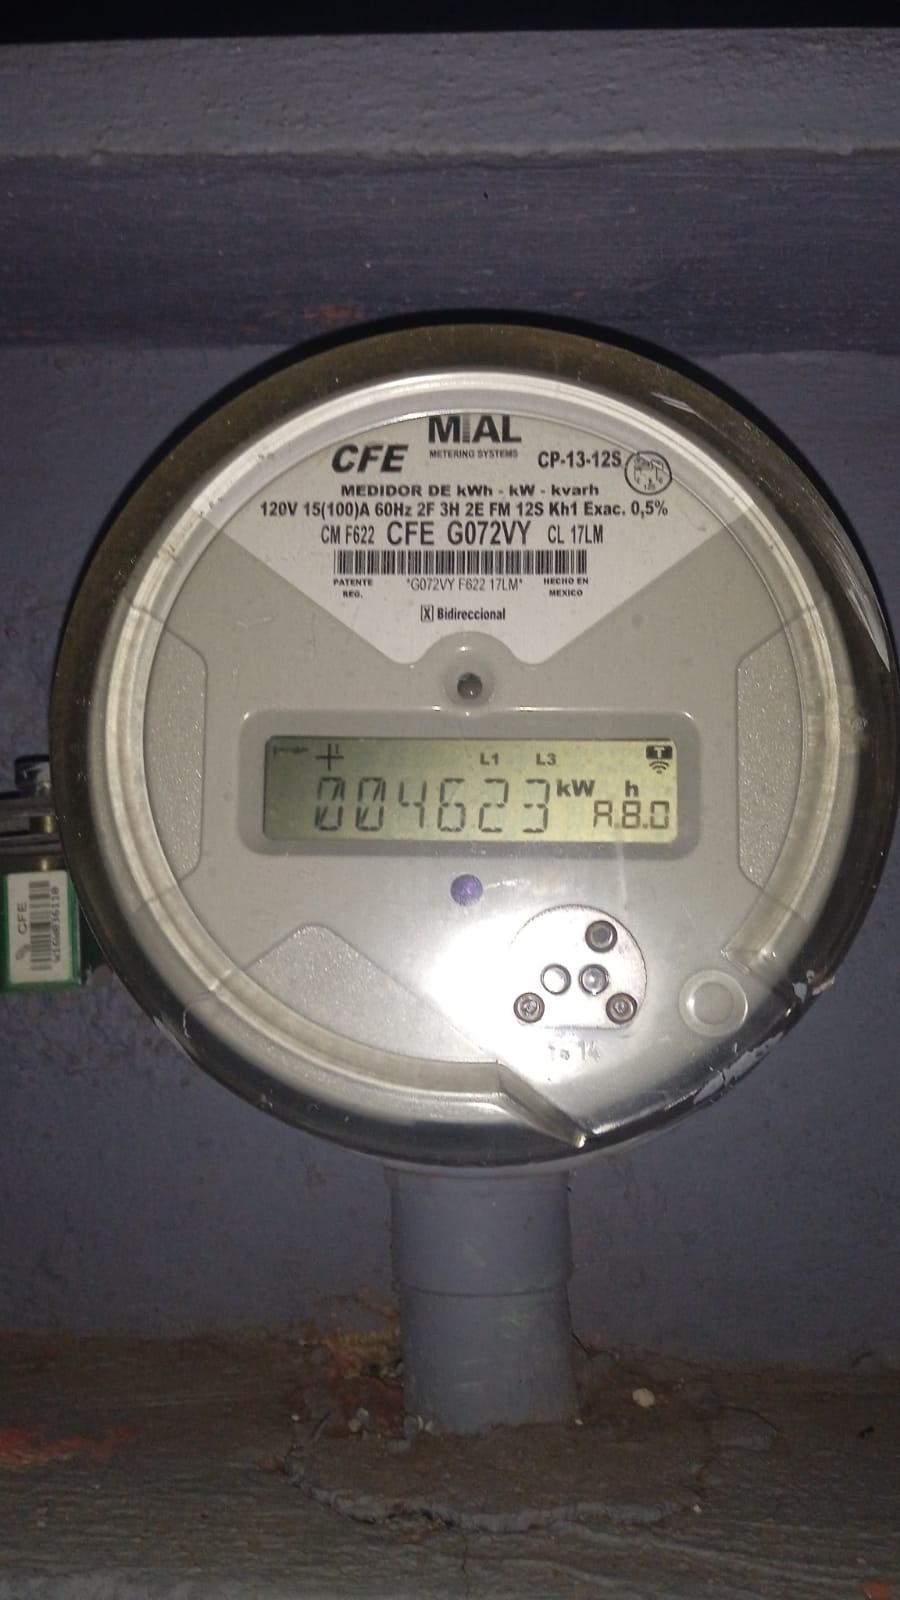 MIAL
METERING SYSTEMS
CFE
CP-13-12S
MEDIDOR DE kWh - kW - kvarh
120V 15(100)A 60Hz 2F 3H 2E FM 12S Kh1 Exac. 0,5%
CM F622 CFE G072VY CL 17LM
PATENTE REG.
*G072VY F622 17LM*
HECHO EN MEXICO
X Bidireccional
L1 L3 T
004623 kW h
A.8.0
CFE